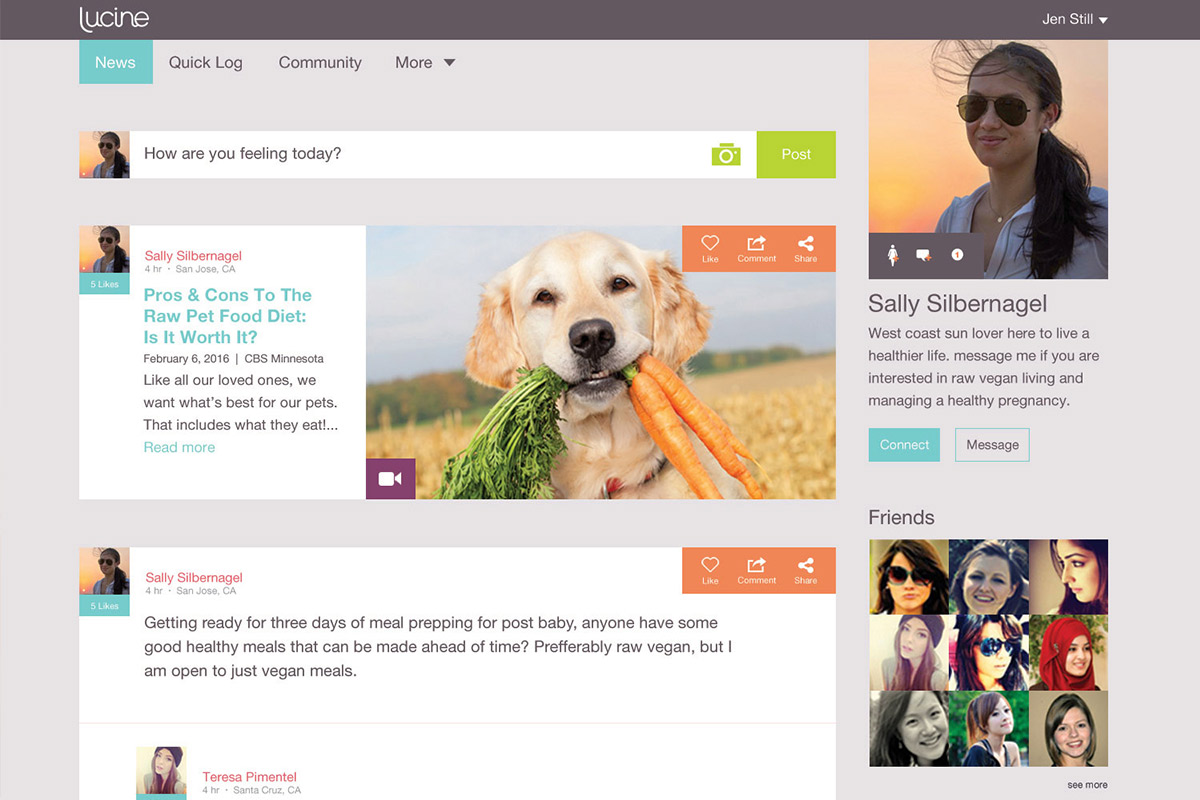 lucine
Jen Still
News Quick Log Community More
How are you feeling today?
Post
Sally Silbernagel
4 hr · San Jose, CA
5 Likes
Pros & Cons To The
Raw Pet Food Diet:
Is It Worth It?
February 6, 2016 | CBS Minnesota
Like all our loved ones, we
want what's best for our pets.
That includes what they eat!...
Read more
Like Comment Share
Sally Silbernagel
4 hr · San Jose, CA
5 Likes
Like Comment Share
Getting ready for three days of meal prepping for post baby, anyone have some
good healthy meals that can be made ahead of time? Prefferably raw vegan, but I
am open to just vegan meals.
Teresa Pimentel
4 hr · Santa Cruz, CA
1
Sally Silbernagel
West coast sun lover here to live a
healthier life. message me if you are
interested in raw vegan living and
managing a healthy pregnancy.
Connect Message
Friends
see more